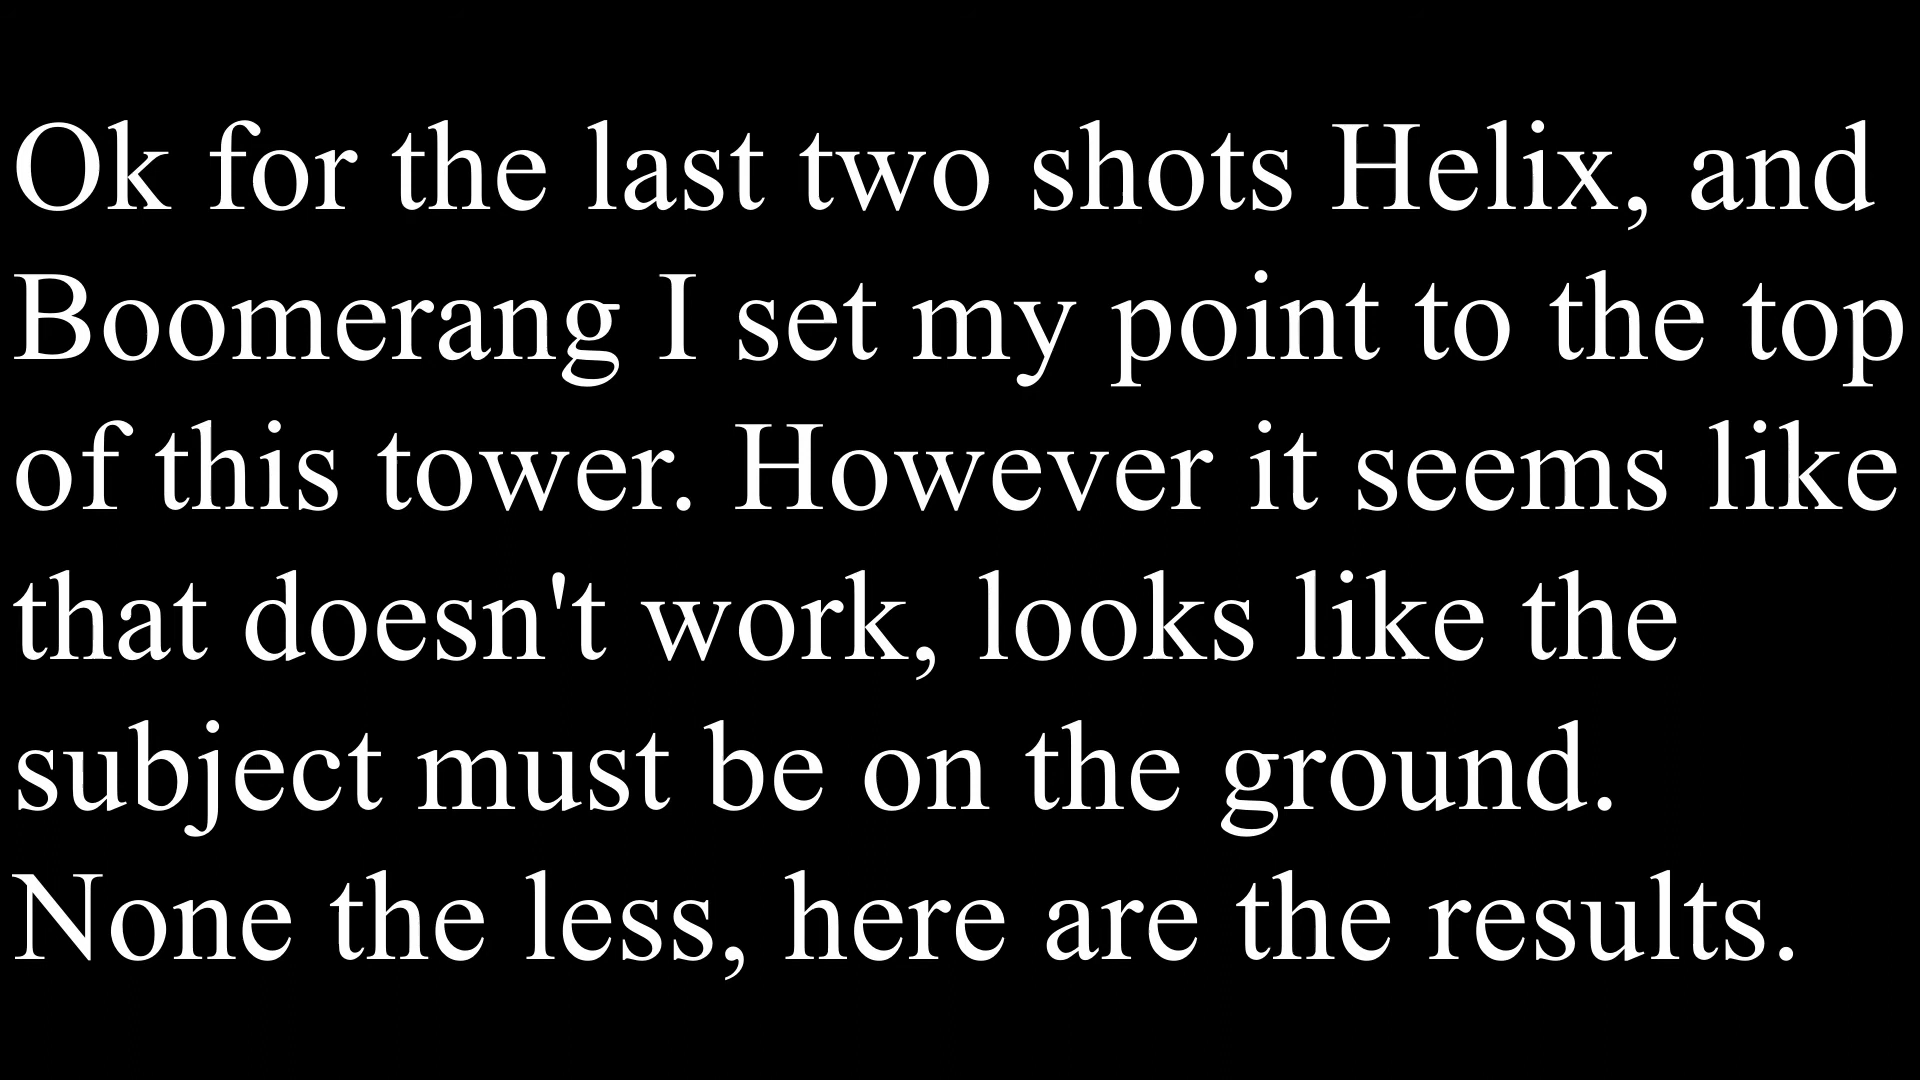 Ok for the last two shots Helix, and
Boomerang I set my point to the top
of this tower. However it seems like
that doesn't work, looks like the
subject must be on the ground.
None the less, here are the results.